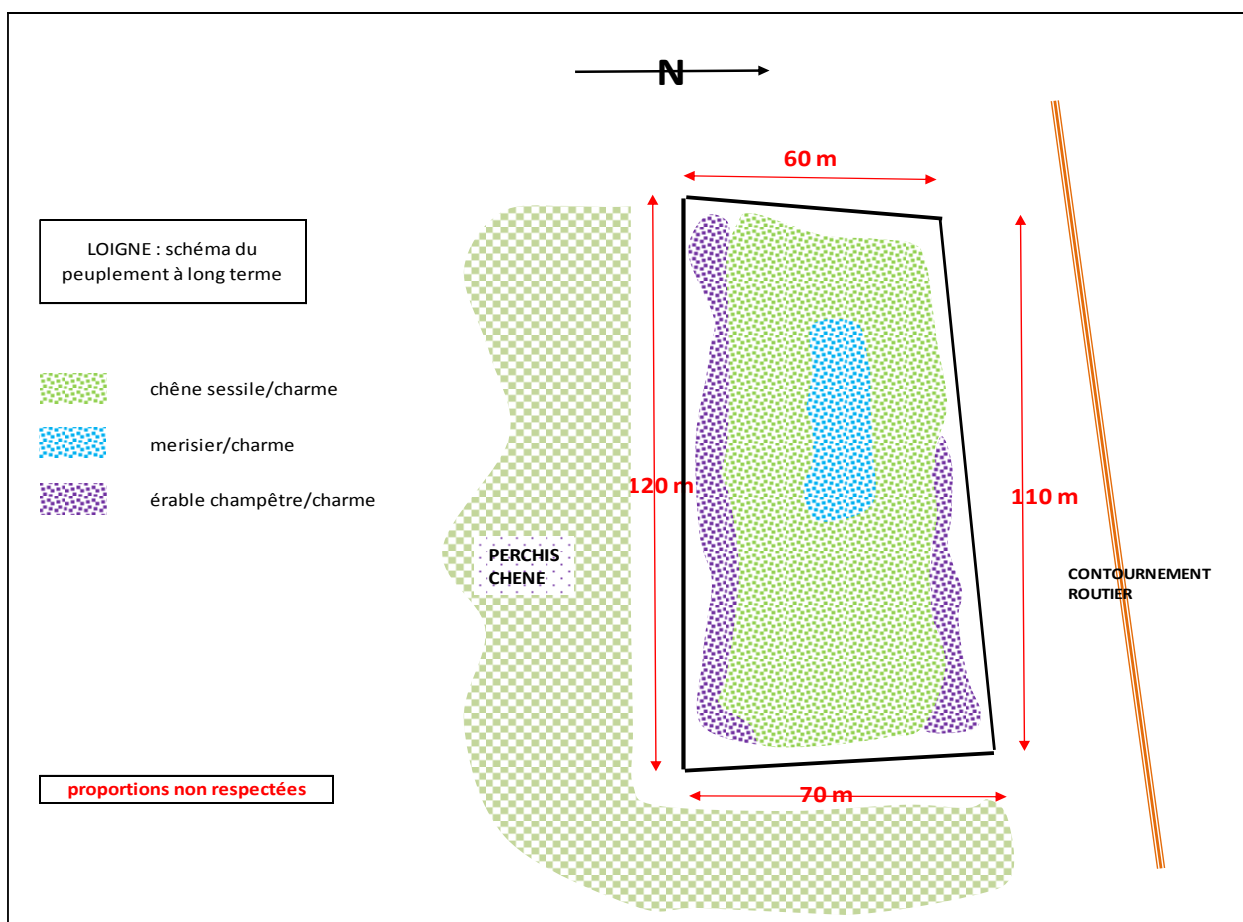 N
60 m
LOIGNE : schéma du
peuplement à long terme
chêne sessile/charme
merisier/charme
érable champêtre/charme
120 m
110 m
PERCHIS
CHENE
CONTOURNEMENT
ROUTIER
proportions non respectées
70 m